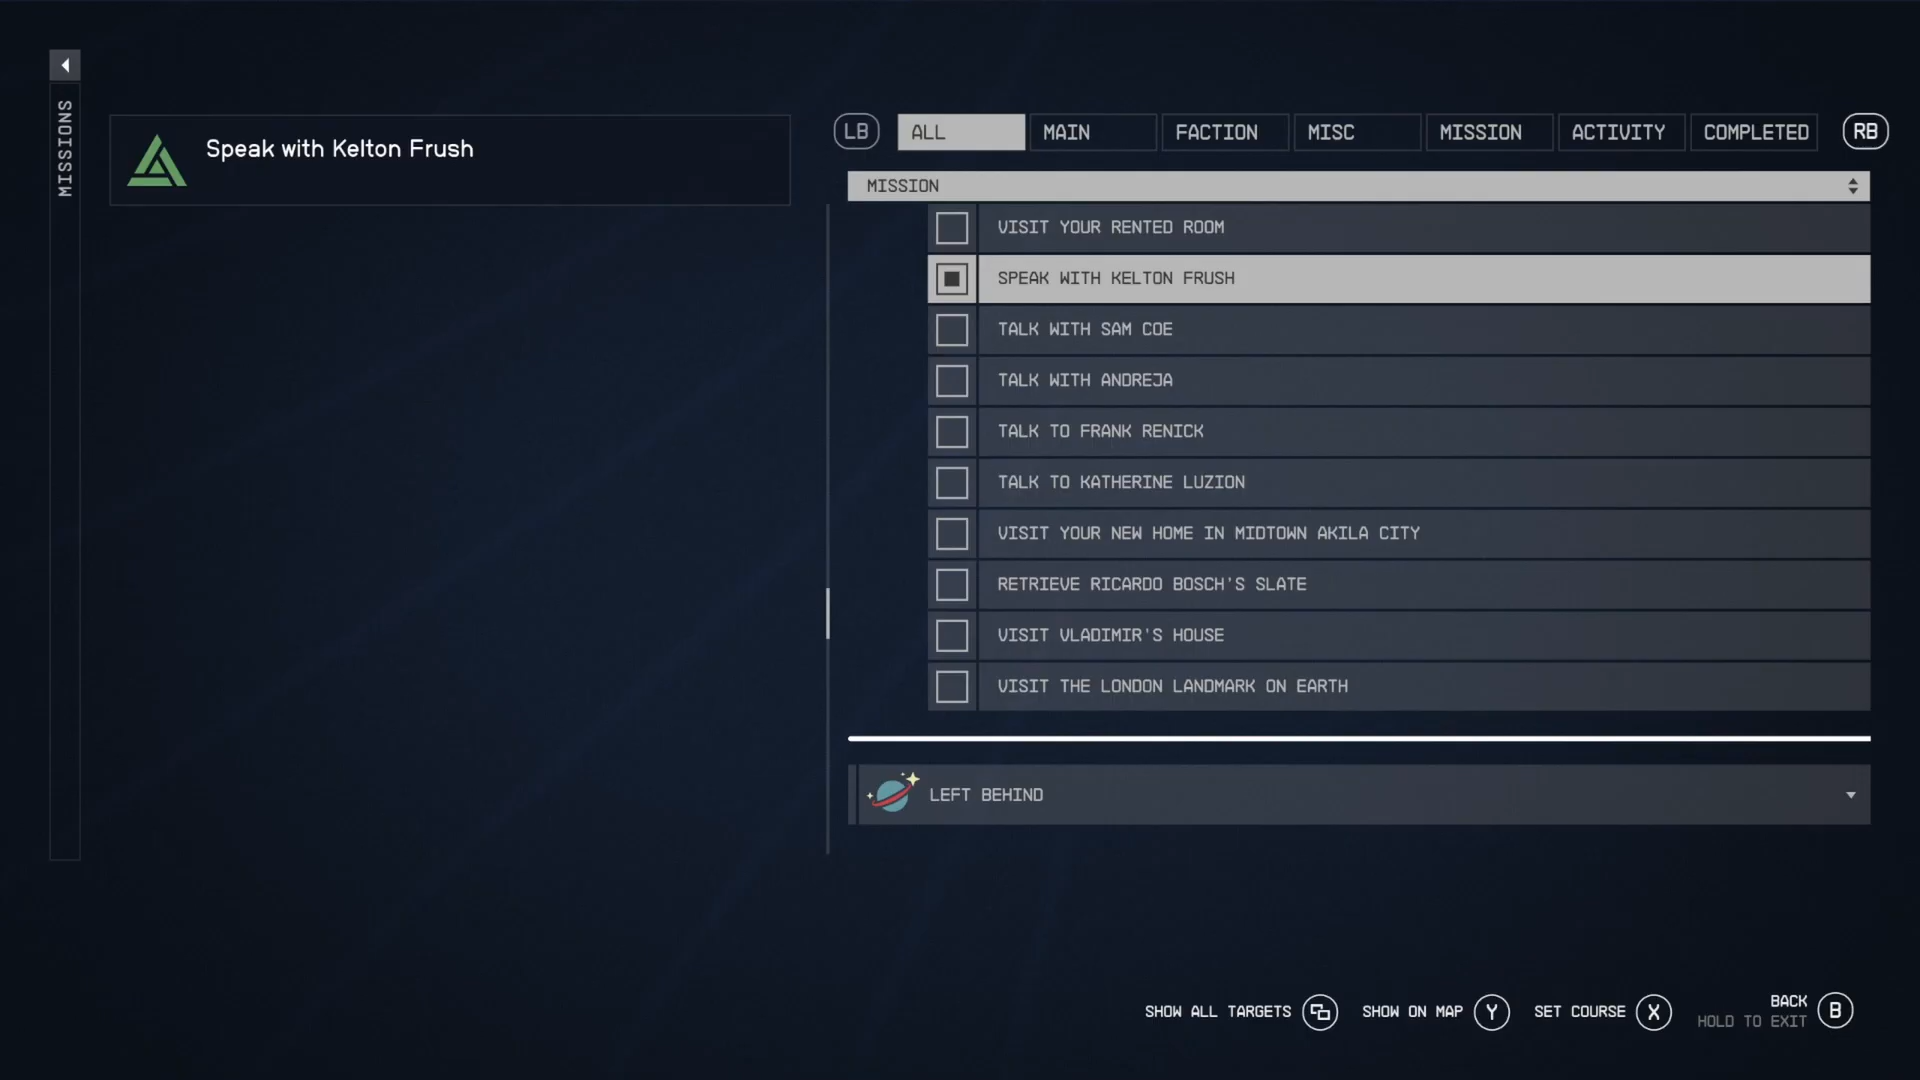 MISSIONS
Speak with Kelton Frush
LB
ALL
MAIN
FACTION
MISC
MISSION
ACTIVITY
COMPLETED
RB
MISSION
VISIT YOUR RENTED ROOM
SPEAK WITH KELTON FRUSH
TALK WITH SAM COE
TALK WITH ANDREJA
TALK TO FRANK RENICK
TALK TO KATHERINE LUZION
VISIT YOUR NEW HOME IN MIDTOWN AKILA CITY
RETRIEVE RICARDO BOSCH'S SLATE
VISIT VLADIMIR'S HOUSE
VISIT THE LONDON LANDMARK ON EARTH
LEFT BEHIND
SHOW ALL TARGETS
SHOW ON MAP Y
SET COURSE X
BACK
HOLD TO EXIT
B